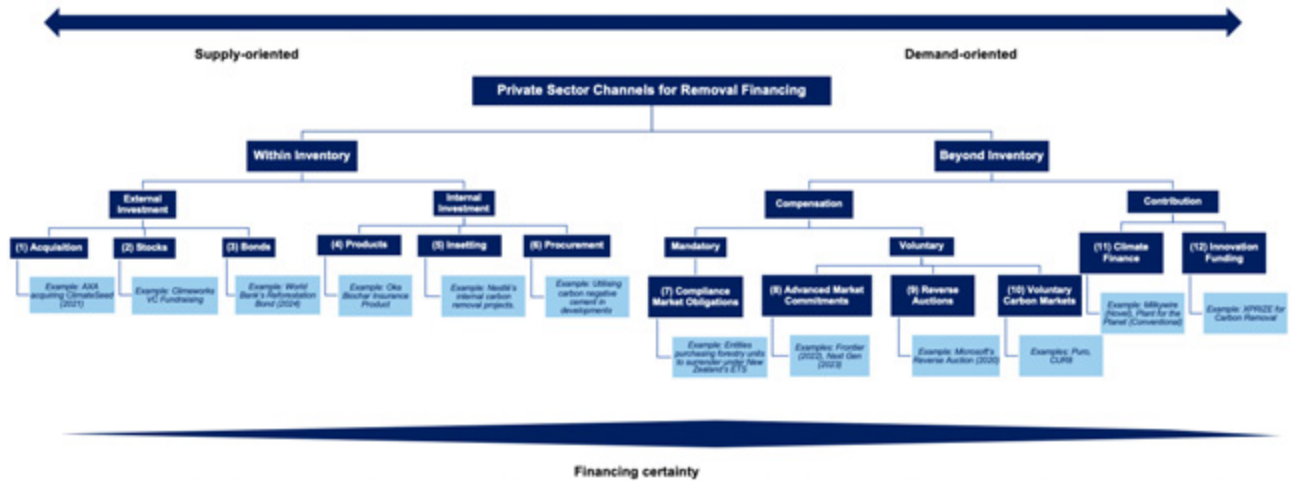 Supply-oriented
Demand-oriented
Private Sector Channels for Removal Financing
Within Inventory
Beyond Inventory
External
Investment
Internal
Investment
Compensation
Contribution
(1) Acquisition
(2) Stocks
(3) Bonds
(4) Products
(5) Insetting
(6) Procurement
Mandatory
Voluntary
(11) Climate
Finance
(12) Innovation
Funding
Example: AXA
acquiring ClimateSeed
(2021)
Example: Climeworks
VC Fundraising
Example: World
Bank's Reforestation
Bond (2024)
Example: Oka
Biochar Insurance
Product
Example: Nestlé's
internal carbon
removal projects.
Example: Utilising
carbon negative
cement in
developments
(7) Compliance
Market Obligations
(8) Advanced Market
Commitments
(9) Reverse
Auctions
(10) Voluntary
Carbon Markets
Example: Milkywire
(Novel), Plant for the
Planet (Conventional)
Example: XPRIZE for
Carbon Removal
Example: Entities
purchasing forestry units
to surrender under New
Zealand's ETS
Examples: Frontier
(2022), Next Gen
(2023)
Example: Microsoft's
Reverse Auction (2020)
Examples: Puro,
Financing certainty